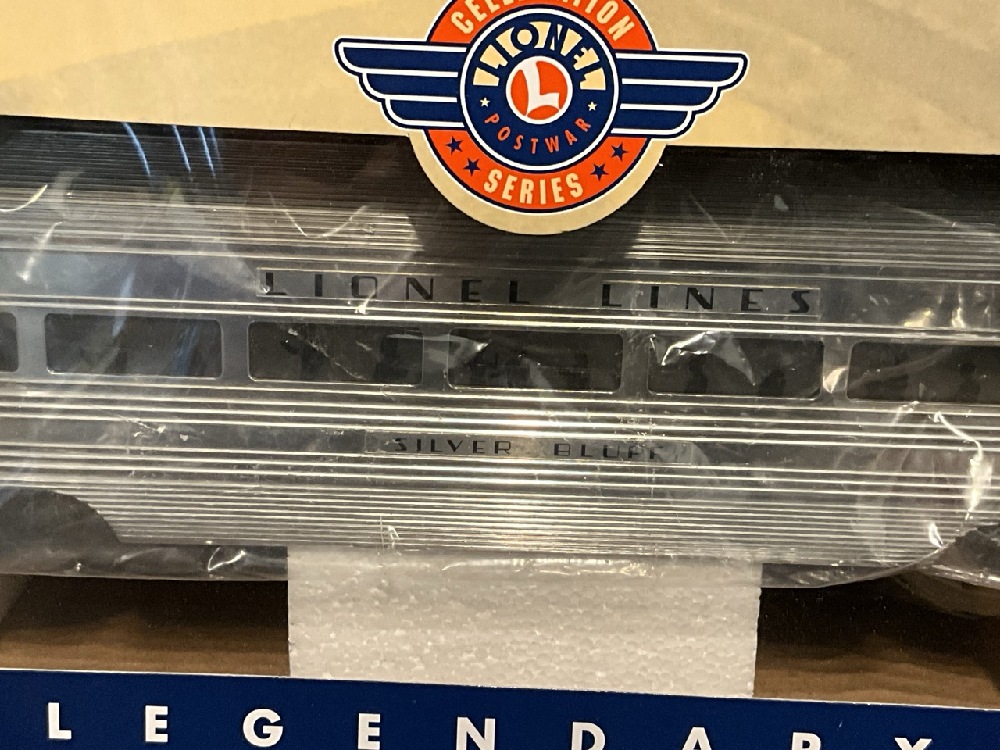 CELEBRATION
LIONEL
L
POSTWAR
SERIES
LIONEL LINES
SILVER BLUFF
LEGENDARY